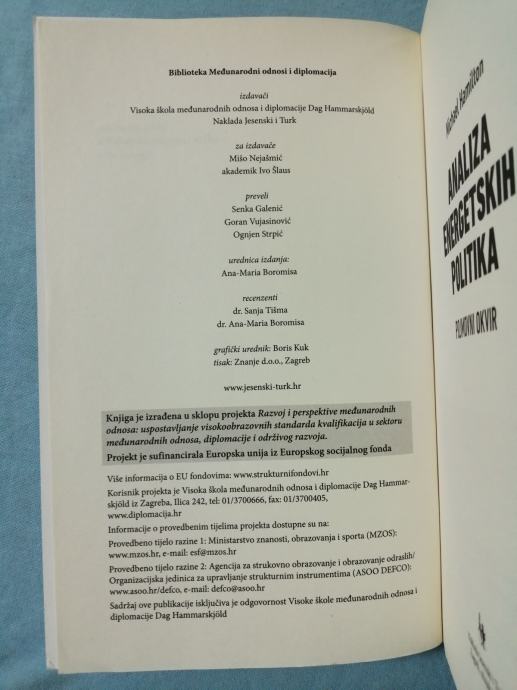 Biblioteka Međunarodni odnosi i diplomacija
izdavači
Visoka škola međunarodnih odnosa i diplomacije Dag Hammarskjöld
Naklada Jesenski i Turk
za izdavače
Mišo Nejašmić
akademik Ivo Šlaus
preveli
Senka Galenić
Goran Vujasinović
Ognjen Strpić
urednica izdanja:
Ana-Maria Boromisa
recenzenti
dr. Sanja Tišma
dr. Ana-Maria Boromisa
grafički urednik: Boris Kuk
tisak: Znanje d.o.o., Zagreb
www.jesenski-turk.hr
Knjiga je izrađena u sklopu projekta Razvoj i perspektive međunarodnih
odnosa: uspostavljanje visokoobrazovnih standarda kvalifikacija u sektoru
međunarodnih odnosa, diplomacije i održivog razvoja.
Projekt je sufinancirala Europska unija iz Europskog socijalnog fonda
Više informacija o EU fondovima: www.strukturnifondovi.hr
Korisnik projekta je Visoka škola međunarodnih odnosa i diplomacije Dag Hammar-
skjöld iz Zagreba, Ilica 242, tel: 01/3700666, fax: 01/3700405,
www.diplomacija.hr
Informacije o provedbenim tijelima projekta dostupne su na:
Provedbeno tijelo razine 1: Ministarstvo znanosti, obrazovanja i sporta (MZOS):
www.mzos.hr, e-mail: esf@mzos.hr
Provedbeno tijelo razine 2: Agencija za strukovno obrazovanje i obrazovanje odraslih/
Organizacijska jedinica za upravljanje strukturnim instrumentima (ASOO DEFCO):
www.asoo.hr/defco, e-mail: defco@asoo.hr
Sadržaj ove publikacije isključiva je odgovornost Visoke škole međunarodnih odnosa i
diplomacije Dag Hammarskjöld
Michael Hamilton
ANALIZA
ENERGETSKIH
POLITIKA
POJMOVNI OKVIR